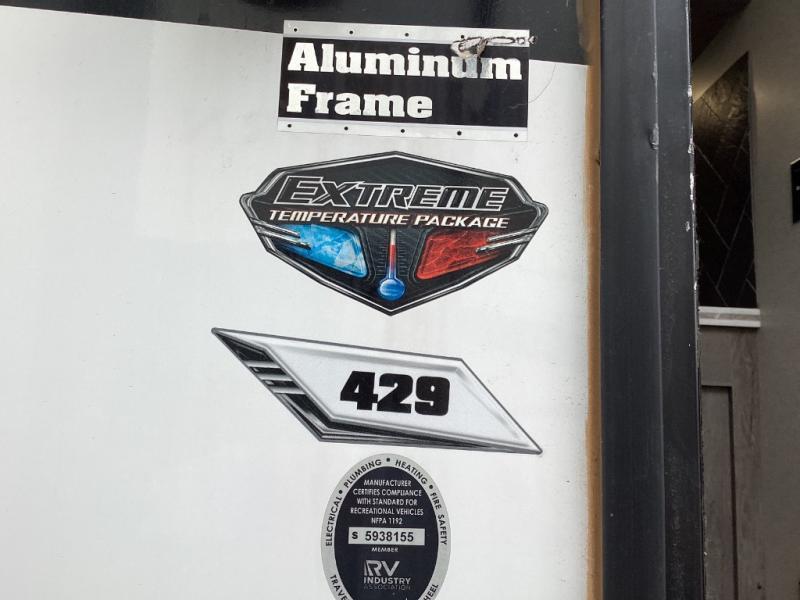 Aluminum
Frame
EXTREME
TEMPERATURE PACKAGE
429
ELECTRICAL • PLUMBING • HEATING • FIRE SAFETY
MANUFACTURER
CERTIFIES COMPLIANCE
WITH STANDARD FOR
RECREATIONAL VEHICLES
NFPA 1192
S 5938155
MEMBER
RV
INDUSTRY
ASSOCIATION